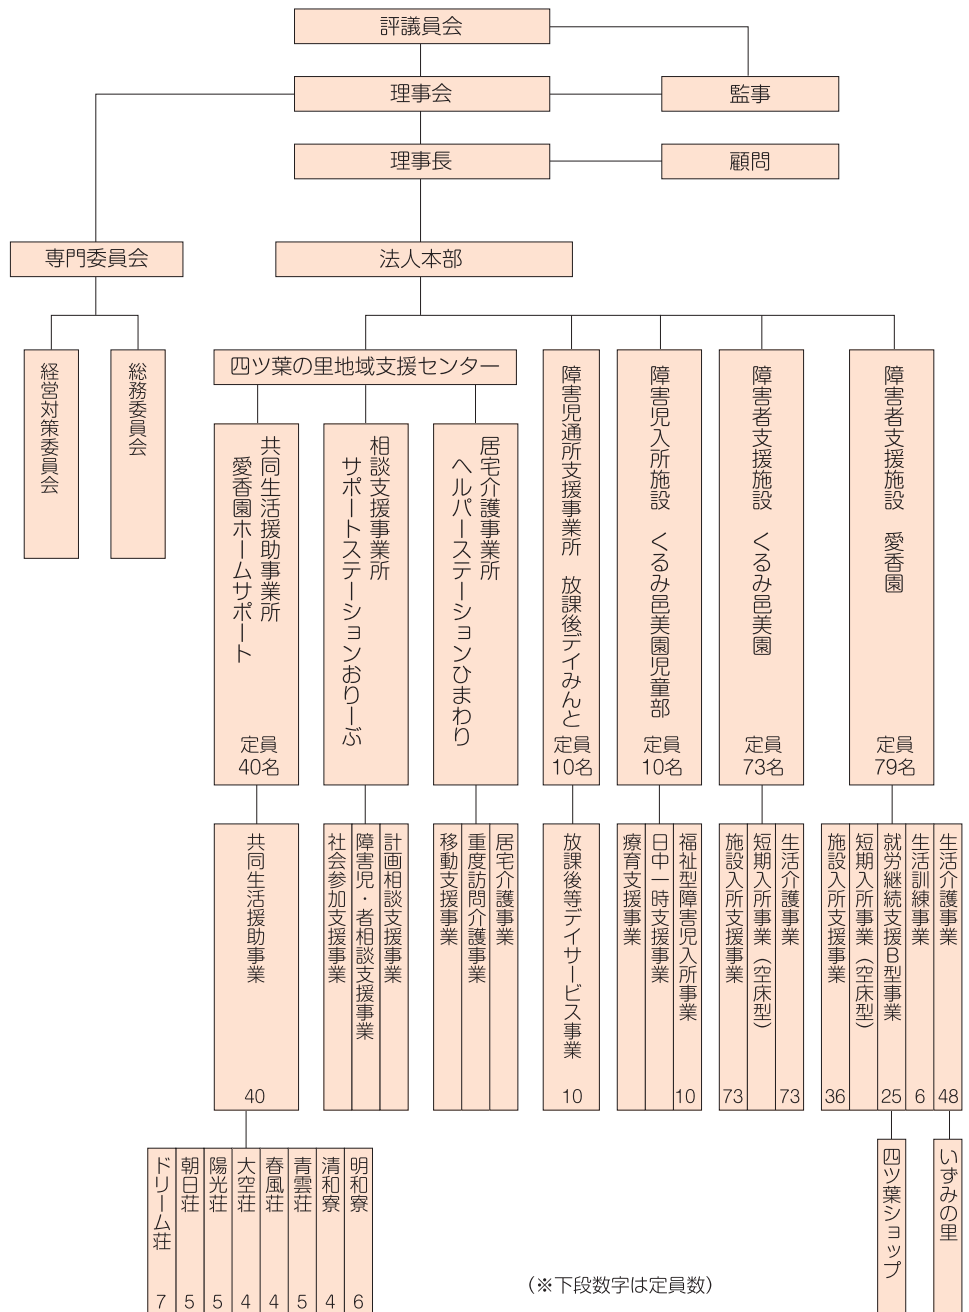 評議員会
理事会
監事
理事長
顧問
専門委員会
法人本部
経営対策委員会
総務委員会
四ツ葉の里地域支援センター
共同生活援助事業所
愛香園ホームサポート
定員
40名
相談支援事業所
サポートステーションおりーぶ
居宅介護事業所
ヘルパーステーションひまわり
障害児通所支援事業所　放課後デイみんと
定員
10名
障害児入所施設　くるみ邑美園児童部
定員
10名
障害者支援施設　くるみ邑美園
定員
73名
障害者支援施設　愛香園
定員
79名
共同生活援助事業
40
社会参加支援事業
障害児・者相談支援事業
計画相談支援事業
移動支援事業
重度訪問介護事業
居宅介護事業
放課後等デイサービス事業
10
療育支援事業
日中一時支援事業
福祉型障害児入所事業
10
施設入所支援事業
73
短期入所事業（空床型）
生活介護事業
73
施設入所支援事業
36
短期入所事業（空床型）
就労継続支援B型事業
25
生活訓練事業
6
生活介護事業
48
ドリーム荘
7
朝日荘
5
陽光荘
5
大空荘
4
春風荘
4
青雲荘
5
清和寮
4
明和寮
6
四ツ葉ショップ
いずみの里
（※下段数字は定員数）